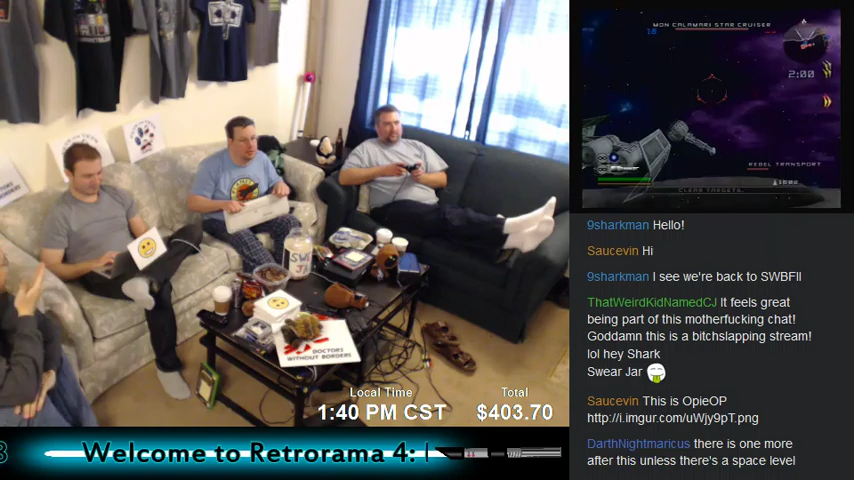 MON CALAMARI STAR CRUISER
2:00
REBEL TRANSPORT
CLEAR TARGETS
9sharkman Hello!
Saucevin Hi
9sharkman I see we're back to SWBFII
ThatWeirdKidNamedCJ It feels great
being part of this motherfucking chat!
Goddamn this is a bitchslapping stream!
lol hey Shark
Swear Jar
Saucevin This is OpieOP
http://i.imgur.com/uWjy9pT.png
DarthNightmaricus there is one more
after this unless there's a space level
DOCTORS
WITHOUT BORDERS
Local Time
1:40 PM CST
Total
$403.70
Welcome to Retrorama 4: